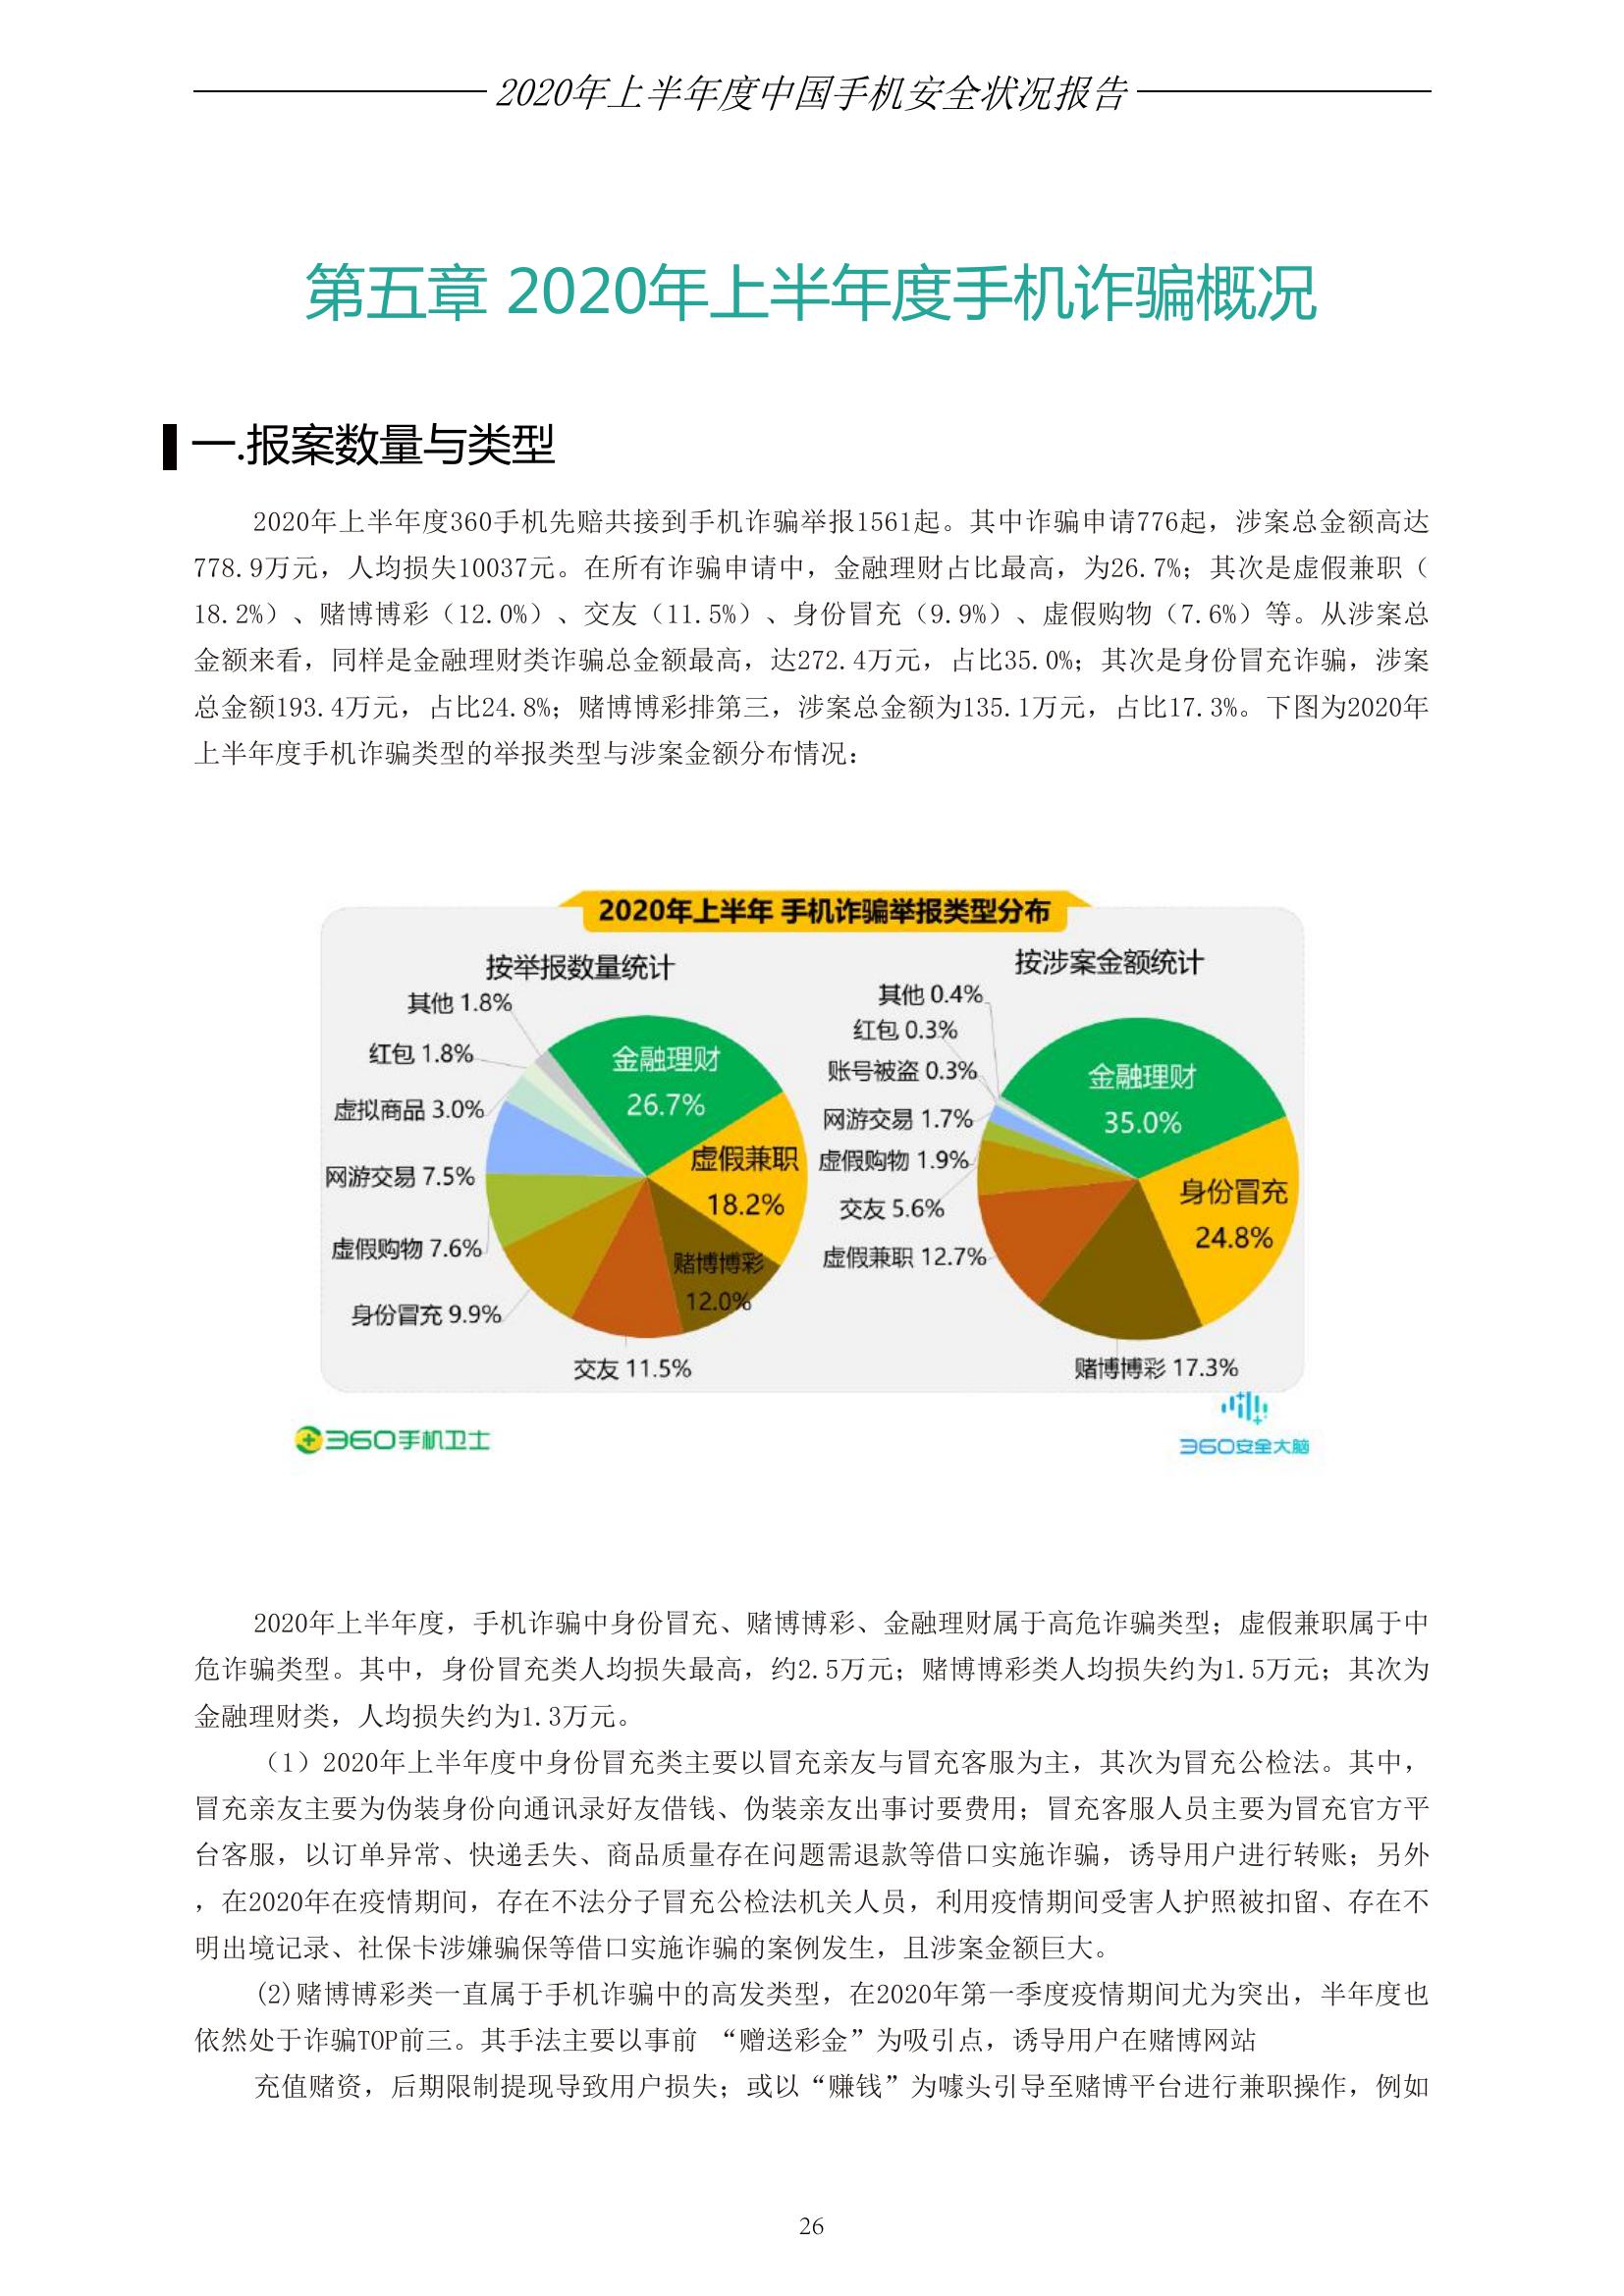 2020年上半年度中国手机安全状况报告
第五章 2020年上半年度手机诈骗概况
一.报案数量与类型
2020年上半年度360手机先赔共接到手机诈骗举报1561起。其中诈骗申请776起，涉案总金额高达
778.9万元，人均损失10037元。在所有诈骗申请中，金融理财占比最高，为26.7%；其次是虚假兼职（
18.2%）、赌博博彩（12.0%）、交友（11.5%）、身份冒充（9.9%）、虚假购物（7.6%）等。从涉案总
金额来看，同样是金融理财类诈骗总金额最高，达272.4万元，占比35.0%；其次是身份冒充诈骗，涉案
总金额193.4万元，占比24.8%；赌博博彩排第三，涉案总金额为135.1万元，占比17.3%。下图为2020年
上半年度手机诈骗类型的举报类型与涉案金额分布情况：
2020年上半年 手机诈骗举报类型分布
按举报数量统计
其他 1.8%
红包 1.8%
虚拟商品 3.0%
网游交易 7.5%
虚假购物 7.6%
身份冒充 9.9%
交友 11.5%
金融理财
26.7%
虚假兼职
18.2%
赌博博彩
12.0%
按涉案金额统计
其他 0.4%
红包 0.3%
账号被盗 0.3%
网游交易 1.7%
虚假购物 1.9%
交友 5.6%
虚假兼职 12.7%
金融理财
35.0%
身份冒充
24.8%
赌博博彩 17.3%
360手机卫士
360安全大脑
2020年上半年度，手机诈骗中身份冒充、赌博博彩、金融理财属于高危诈骗类型；虚假兼职属于中
危诈骗类型。其中，身份冒充类人均损失最高，约2.5万元；赌博博彩类人均损失约为1.5万元；其次为
金融理财类，人均损失约为1.3万元。
（1）2020年上半年度中身份冒充类主要以冒充亲友与冒充客服为主，其次为冒充公检法。其中，
冒充亲友主要为伪装身份向通讯录好友借钱、伪装亲友出事讨要费用；冒充客服人员主要为冒充官方平
台客服，以订单异常、快递丢失、商品质量存在问题需退款等借口实施诈骗，诱导用户进行转账；另外
，在2020年在疫情期间，存在不法分子冒充公检法机关人员，利用疫情期间受害人护照被扣留、存在不
明出境记录、社保卡涉嫌骗保等借口实施诈骗的案例发生，且涉案金额巨大。
(2)赌博博彩类一直属于手机诈骗中的高发类型，在2020年第一季度疫情期间尤为突出，半年度也
依然处于诈骗TOP前三。其手法主要以事前 “赠送彩金”为吸引点，诱导用户在赌博网站
充值赌资，后期限制提现导致用户损失；或以“赚钱”为噱头引导至赌博平台进行兼职操作，例如
26